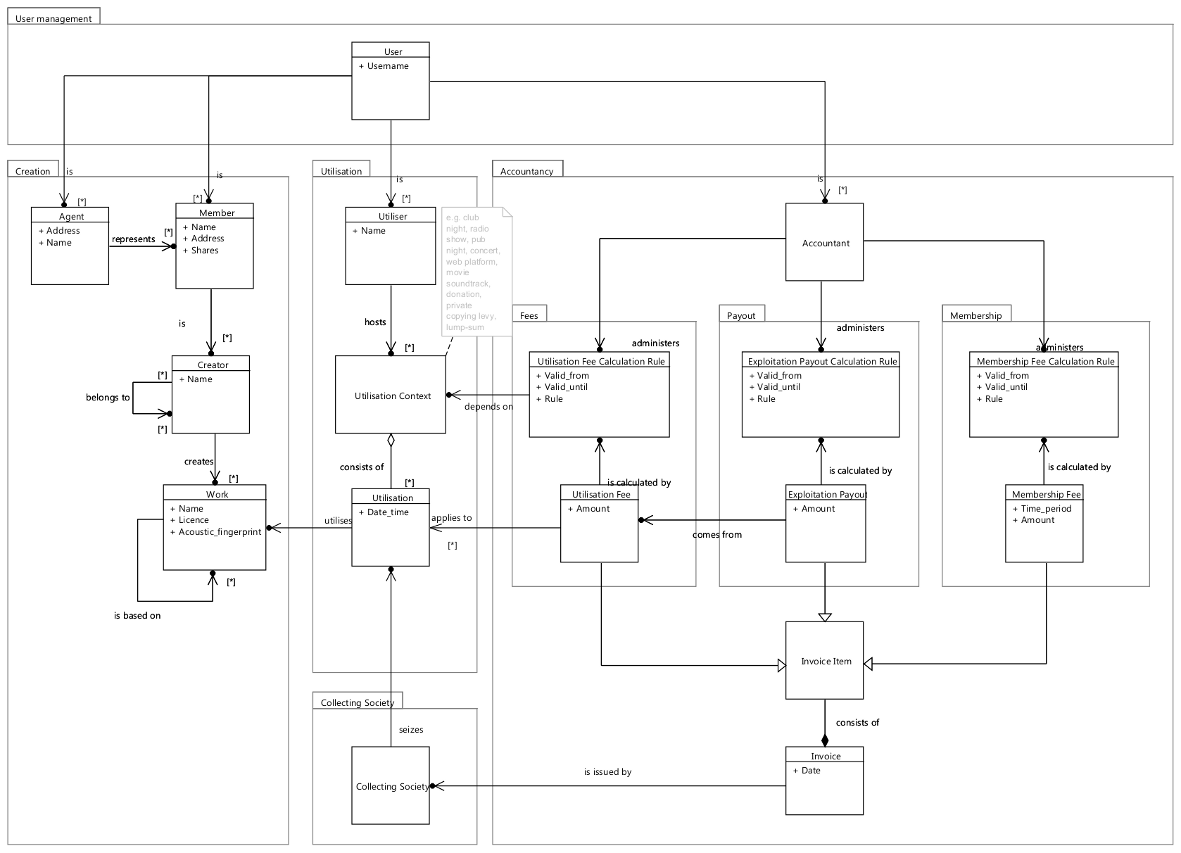 User management
User
+ Username
Creation
is
is
[*]
[*]
Agent
+ Address
+ Name
represents
[*]
Member
+ Name
+ Address
+ Shares
is
[*]
Creator
+ Name
[*]
belongs to
[*]
creates
[*]
Work
+ Name
+ Licence
+ Acoustic_fingerprint
[*]
is based on
Utilisation
is
[*]
Utiliser
+ Name
e.g. club
night, radio
show, pub
night, concert,
web platform,
movie
soundtrack,
donation,
private
copying levy,
lump-sum
hosts
[*]
Utilisation Context
consists of
[*]
Utilisation
+ Date_time
utilises
applies to
[*]
Collecting Society
seizes
Collecting Society
Accountancy
is
[*]
Accountant
Fees
administers
Utilisation Fee Calculation Rule
+ Valid_from
+ Valid_until
+ Rule
depends on
is calculated by
Utilisation Fee
+ Amount
Payout
administers
Exploitation Payout Calculation Rule
+ Valid_from
+ Valid_until
+ Rule
is calculated by
Exploitation Payout
+ Amount
comes from
Membership
administers
Membership Fee Calculation Rule
+ Valid_from
+ Valid_until
+ Rule
is calculated by
Membership Fee
+ Time_period
+ Amount
Invoice Item
consists of
Invoice
+ Date
is issued by